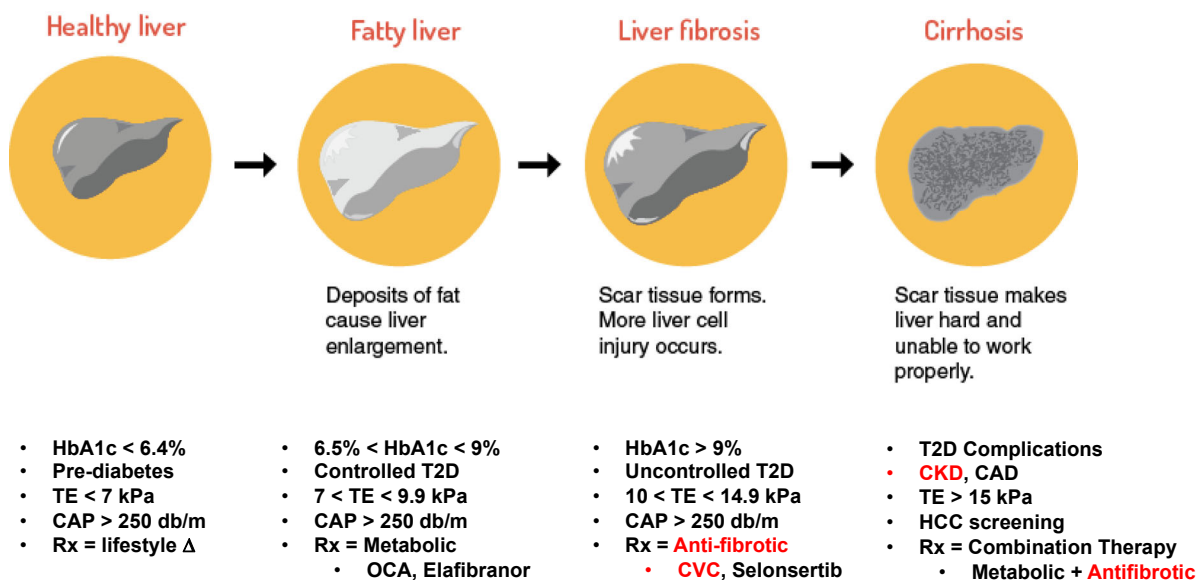 Healthy liver
Fatty liver
Liver fibrosis
Cirrhosis
Deposits of fat
cause liver
enlargement.
Scar tissue forms.
More liver cell
injury occurs.
Scar tissue makes
liver hard and
unable to work
properly.
• HbA1c < 6.4%
• Pre-diabetes
• TE < 7 kPa
• CAP > 250 db/m
• Rx = lifestyle Δ
• 6.5% < HbA1c < 9%
• Controlled T2D
• 7 < TE < 9.9 kPa
• CAP > 250 db/m
• Rx = Metabolic
• OCA, Elafibranor
• HbA1c > 9%
• Uncontrolled T2D
• 10 < TE < 14.9 kPa
• CAP > 250 db/m
• Rx = Anti-fibrotic
• CVC, Selonsertib
• T2D Complications
• CKD, CAD
• TE > 15 kPa
• HCC screening
• Rx = Combination Therapy
• Metabolic + Antifibrotic